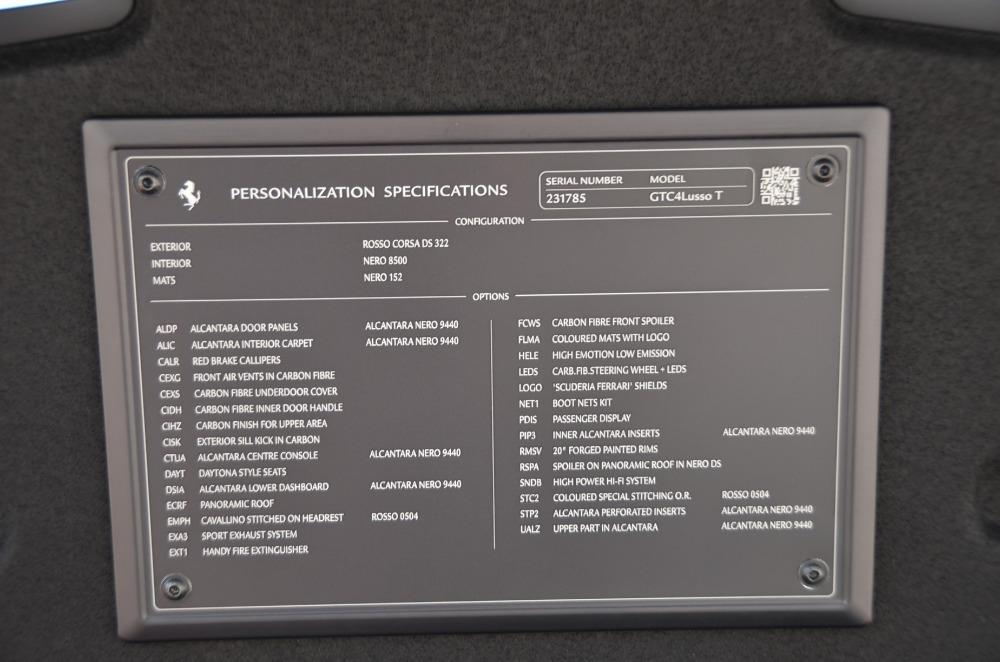 PERSONALIZATION SPECIFICATIONS
SERIAL NUMBER MODEL
231785 GTC4Lusso T
CONFIGURATION
EXTERIOR ROSSO CORSA DS 322
INTERIOR NERO 8500
MATS NERO 152
OPTIONS
ALDP ALCANTARA DOOR PANELS ALCANTARA NERO 9440
ALIC ALCANTARA INTERIOR CARPET ALCANTARA NERO 9440
CALR RED BRAKE CALLIPERS
CEXG FRONT AIR VENTS IN CARBON FIBRE
CEXS CARBON FIBRE UNDERDOOR COVER
CIDH CARBON FIBRE INNER DOOR HANDLE
CIHZ CARBON FINISH FOR UPPER AREA
CISK EXTERIOR SILL KICK IN CARBON
CTUA ALCANTARA CENTRE CONSOLE ALCANTARA NERO 9440
DAYT DAYTONA STYLE SEATS
DSIA ALCANTARA LOWER DASHBOARD ALCANTARA NERO 9440
ECRF PANORAMIC ROOF
EMPH CAVALLINO STITCHED ON HEADREST ROSSO 0504
EXA3 SPORT EXHAUST SYSTEM
EXT1 HANDY FIRE EXTINGUISHER
FCWS CARBON FIBRE FRONT SPOILER
FLMA COLOURED MATS WITH LOGO
HELE HIGH EMOTION LOW EMISSION
LEDS CARB.FIB.STEERING WHEEL + LEDS
LOGO 'SCUDERIA FERRARI' SHIELDS
NET1 BOOT NETS KIT
PDIS PASSENGER DISPLAY
PIP3 INNER ALCANTARA INSERTS ALCANTARA NERO 9440
RMSV 20" FORGED PAINTED RIMS
RSPA SPOILER ON PANORAMIC ROOF IN NERO DS
SNDB HIGH POWER HI-FI SYSTEM
STC2 COLOURED SPECIAL STITCHING O.R. ROSSO 0504
STP2 ALCANTARA PERFORATED INSERTS ALCANTARA NERO 9440
UALZ UPPER PART IN ALCANTARA ALCANTARA NERO 9440